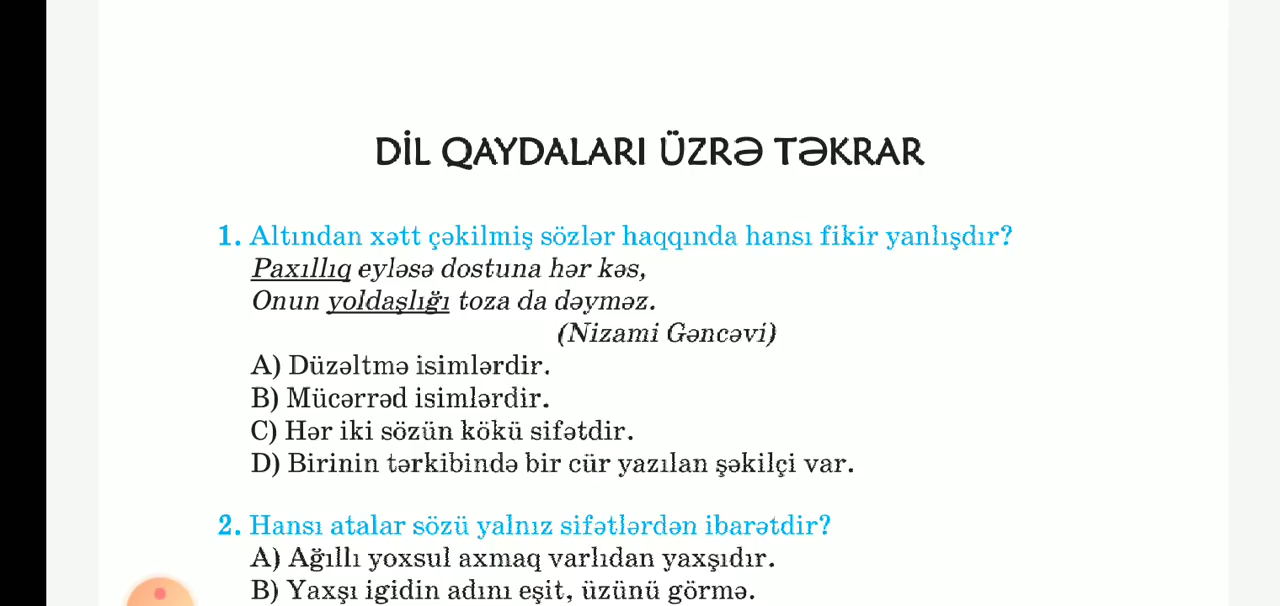 DİL QAYDALARI ÜZRƏ TƏKRAR
1. Altından xətt çəkilmiş sözlər haqqında hansı fikir yanlışdır?
Paxıllıq eyləsə dostuna hər kəs,
Onun yoldaşlığı toza da dəyməz.
(Nizami Gəncəvi)
A) Düzəltmə isimlərdir.
B) Mücərrəd isimlərdir.
C) Hər iki sözün kökü sifətdir.
D) Birinin tərkibində bir cür yazılan şəkilçi var.
2. Hansı atalar sözü yalnız sifətlərdən ibarətdir?
A) Ağıllı yoxsul axmaq varlıdan yaxşıdır.
B) Yaxşı igidin adını eşit, üzünü görmə.